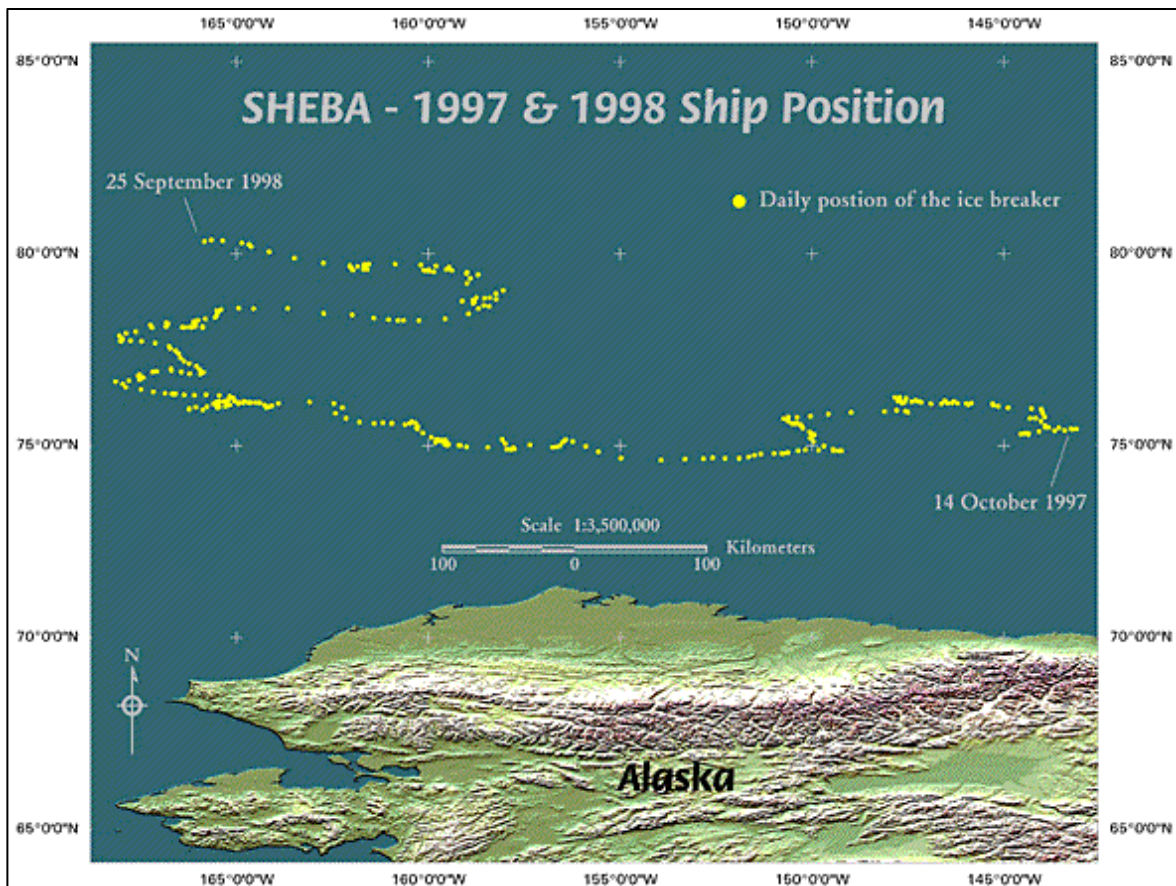 165°0'0"W 160°0'0"W 155°0'0"W 150°0'0"W 145°0'0"W
85°0'0"N 85°0'0"N
SHEBA - 1997 & 1998 Ship Position
25 September 1998
Daily postion of the ice breaker
80°0'0"N 80°0'0"N
75°0'0"N 75°0'0"N
14 October 1997
Scale 1:3,500,000
Kilometers
100 0 100
70°0'0"N 70°0'0"N
N
Alaska
65°0'0"N 65°0'0"N
165°0'0"W 160°0'0"W 155°0'0"W 150°0'0"W 145°0'0"W